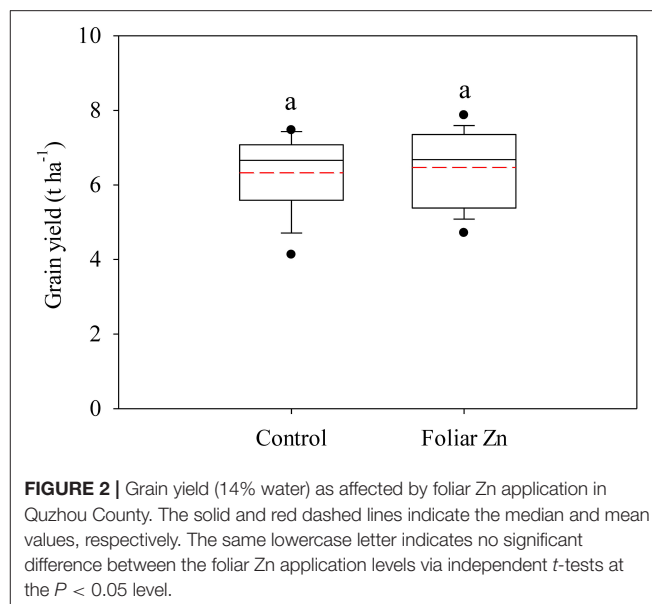 10
8
6
4
2
0
Grain yield (t ha⁻¹)
a
a
Control
Foliar Zn
FIGURE 2 | Grain yield (14% water) as affected by foliar Zn application in
Quzhou County. The solid and red dashed lines indicate the median and mean
values, respectively. The same lowercase letter indicates no significant
difference between the foliar Zn application levels via independent t-tests at
the P < 0.05 level.